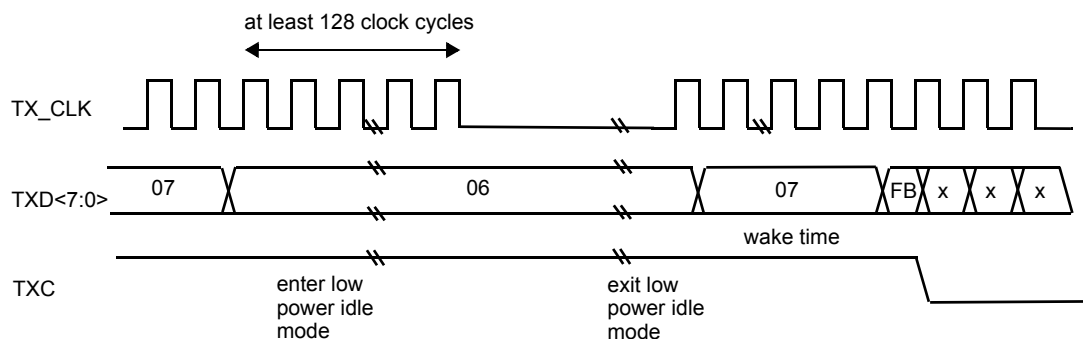 at least 128 clock cycles
TX_CLK
TXD<7:0>
07
06
07
FB
x
x
x
wake time
TXC
enter low
power idle
mode
exit low
power idle
mode